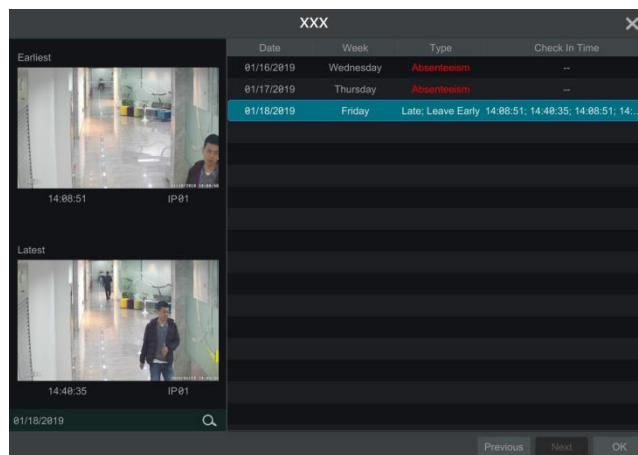 XXX
Earliest
14:08:51 IP01
Latest
14:40:35 IP01
01/18/2019
Date Week Type Check In Time
01/16/2019 Wednesday Absenteeism --
01/17/2019 Thursday Absenteeism --
01/18/2019 Friday Late; Leave Early 14:08:51; 14:40:35; 14:08:51; 14:..
Previous Next OK